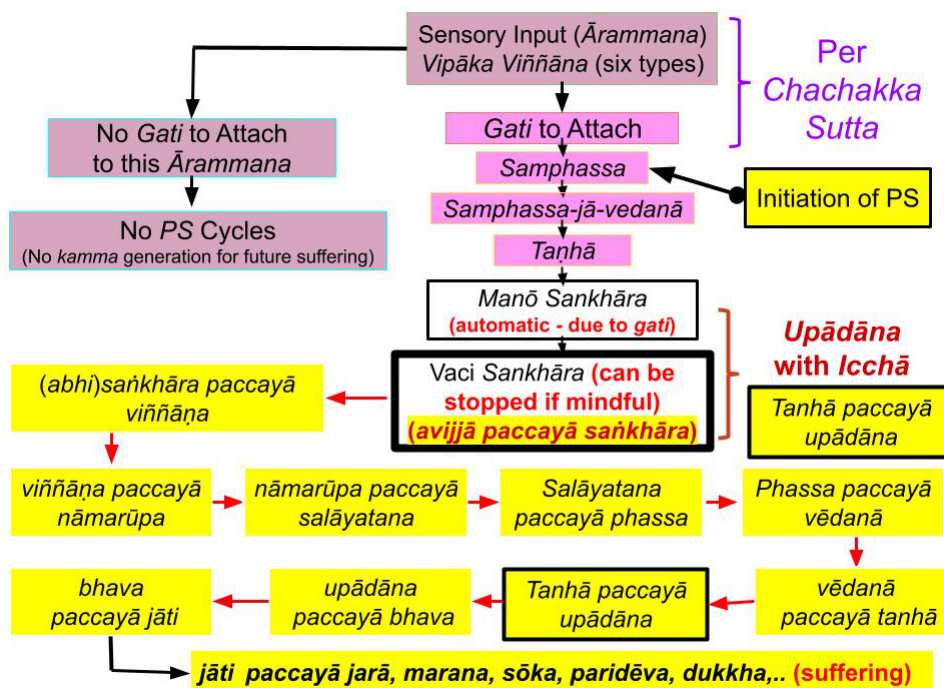 Sensory Input (Ārammana)
Vipāka Viññāna (six types)
Per
Chachakka
Sutta
No Gati to Attach
to this Ārammana
Gati to Attach
Samphassa
Initiation of PS
Samphassa-jā-vedanā
No PS Cycles
(No kamma generation for future suffering)
Taṇhā
Manō Sankhāra
(automatic - due to gati)
Upādāna
with Icchā
Vaci Sankhāra (can be
stopped if mindful)
(avijjā paccayā saṅkhāra)
Tanhā paccayā
upādāna
(abhi)saṅkhāra paccayā
viññāṇa
viññāṇa paccayā
nāmarūpa
nāmarūpa paccayā
salāyatana
Salāyatana
paccayā phassa
Phassa paccayā
vēdanā
vēdanā
paccayā tanhā
Tanhā paccayā
upādāna
upādāna
paccayā bhava
bhava
paccayā jāti
jāti paccayā jarā, marana, sōka, paridēva, dukkha,.. (suffering)